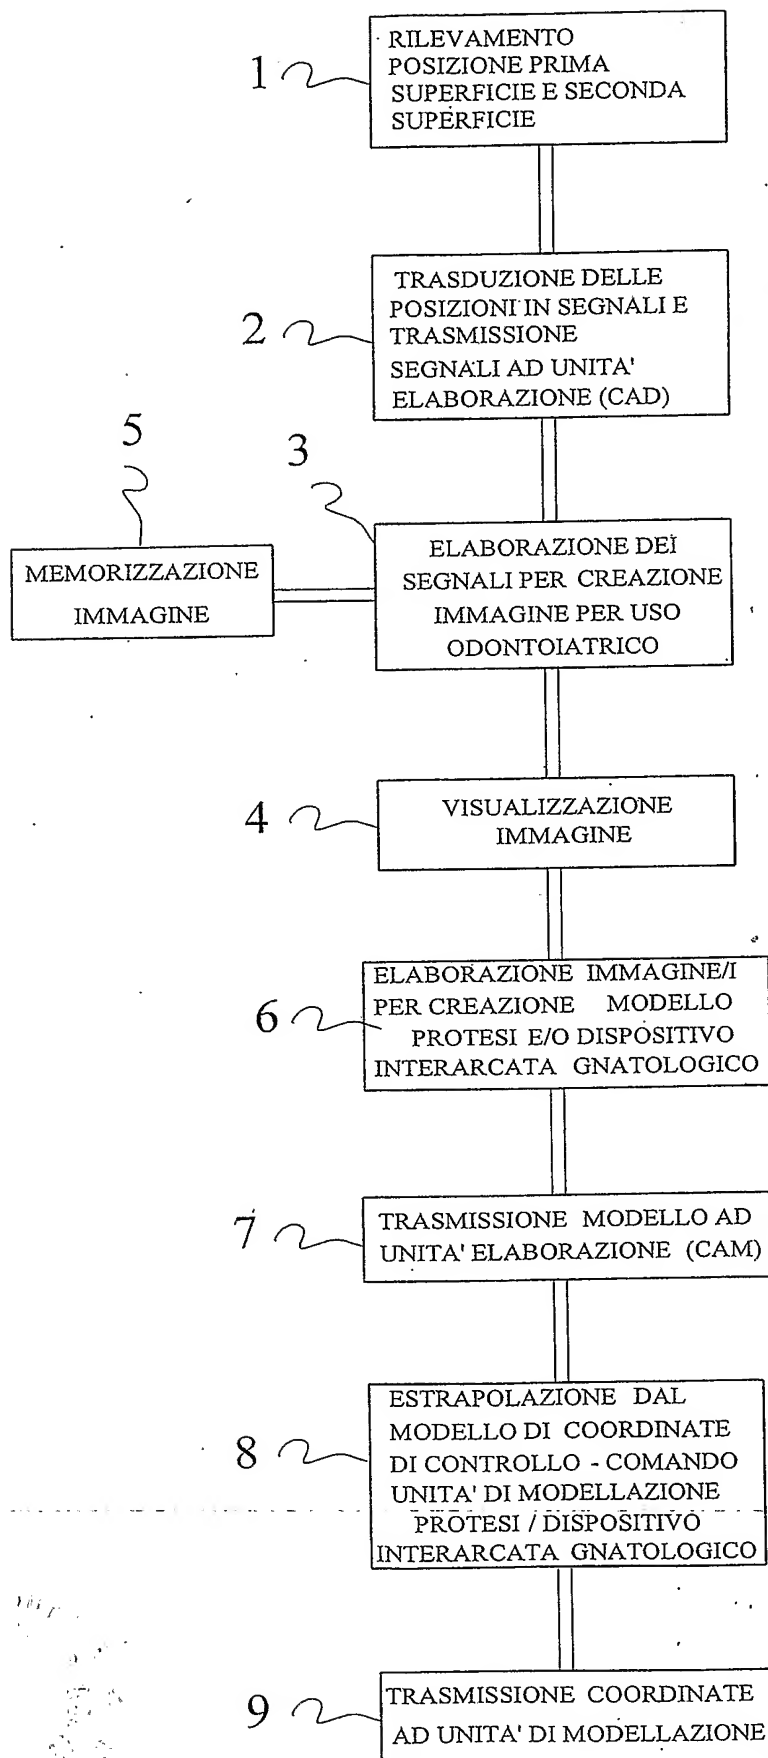 1
RILEVAMENTO
POSIZIONE PRIMA
SUPERFICIE E SECONDA
SUPERFICIE
2
TRASDUZIONE DELLE
POSIZIONI IN SEGNALI E
TRASMISSIONE
SEGNALI AD UNITA'
ELABORAZIONE (CAD)
5
MEMORIZZAZIONE
IMMAGINE
3
ELABORAZIONE DEI
SEGNALI PER CREAZIONE
IMMAGINE PER USO
ODONTOIATRICO
4
VISUALIZZAZIONE
IMMAGINE
6
ELABORAZIONE IMMAGINE/I
PER CREAZIONE MODELLO
PROTESI E/O DISPOSITIVO
INTERARCATA GNATOLOGICO
7
TRASMISSIONE MODELLO AD
UNITA' ELABORAZIONE (CAM)
8
ESTRAPOLAZIONE DAL
MODELLO DI COORDINATE
DI CONTROLLO - COMANDO
UNITA' DI MODELLAZIONE
PROTESI / DISPOSITIVO
INTERARCATA GNATOLOGICO
9
TRASMISSIONE COORDINATE
AD UNITA' DI MODELLAZIONE